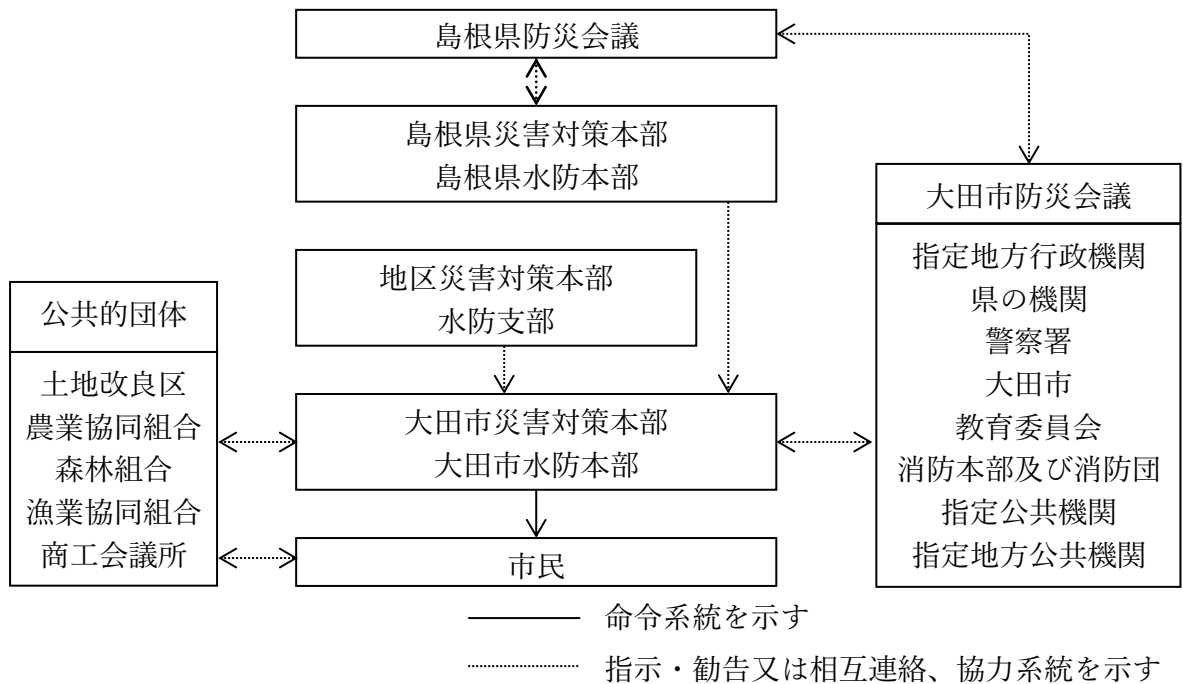 島根県防災会議
島根県災害対策本部
島根県水防本部
大田市防災会議
指定地方行政機関
県の機関
警察署
大田市
教育委員会
消防本部及び消防団
指定公共機関
指定地方公共機関
地区災害対策本部
水防支部
公共的団体
土地改良区
農業協同組合
森林組合
漁業協同組合
商工会議所
大田市災害対策本部
大田市水防本部
市民
命令系統を示す
指示・勧告又は相互連絡、協力系統を示す